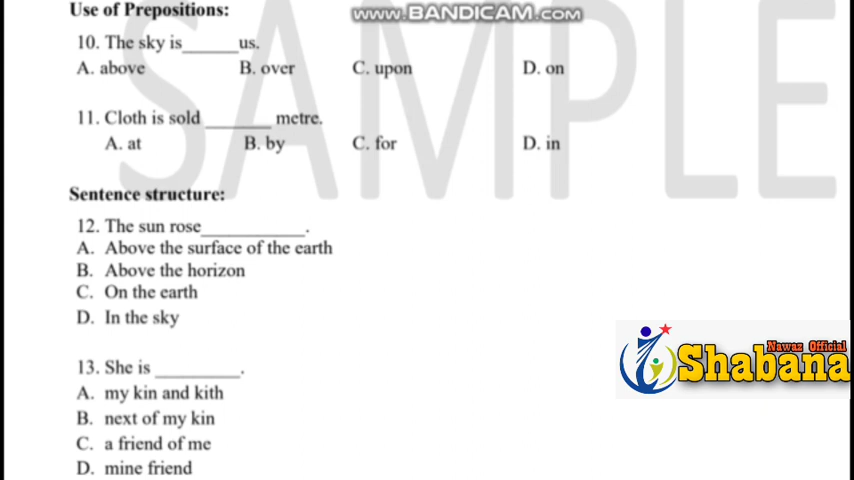 Use of Prepositions:
www.BANDICAM.com
10. The sky is______us.
A. above B. over C. upon D. on
11. Cloth is sold _______ metre.
A. at B. by C. for D. in
Sentence structure:
12. The sun rose___________.
A. Above the surface of the earth
B. Above the horizon
C. On the earth
D. In the sky
13. She is _________.
A. my kin and kith
B. next of my kin
C. a friend of me
D. mine friend
SAMPLE
Nawaz Official
Shabana